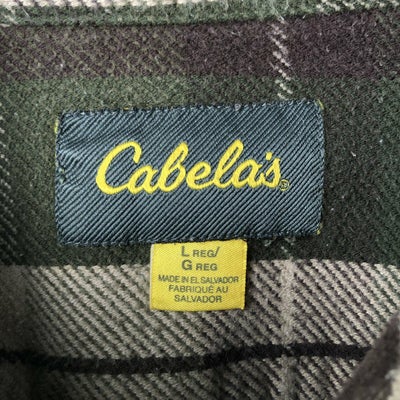 Cabela's®
L REG/
G REG
MADE IN EL SALVADOR
FABRIQUÉ AU
SALVADOR